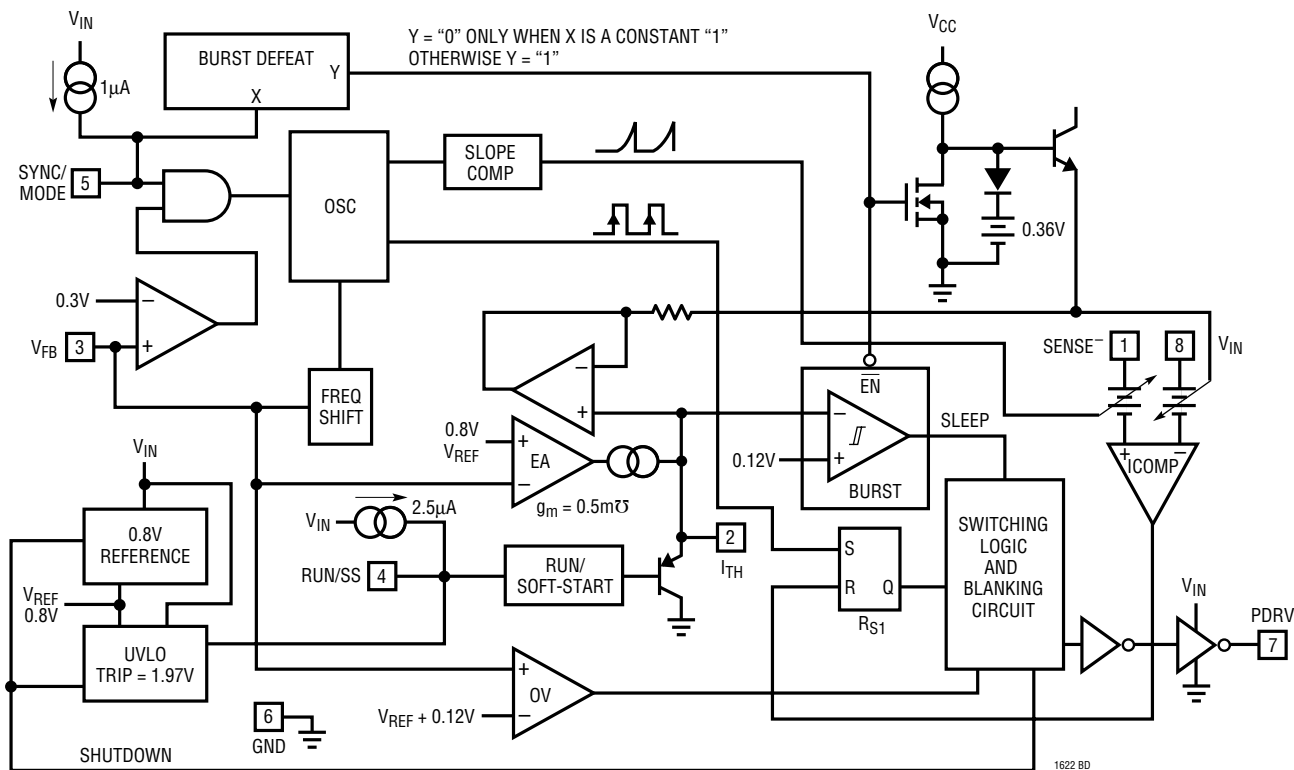 VIN
1µA
BURST DEFEAT
Y
X
Y = “0” ONLY WHEN X IS A CONSTANT “1”
OTHERWISE Y = “1”
VCC
SYNC/
MODE
5
OSC
SLOPE
COMP
0.36V
0.3V
−
+
VFB
3
FREQ
SHIFT
−
+
EN
SENSE−
1
8
VIN
VIN
0.8V
VREF
+
−
EA
gm = 0.5m℧
0.12V
−
+
BURST
SLEEP
+
−
ICOMP
0.8V
REFERENCE
VIN
2.5µA
RUN/SS
4
RUN/
SOFT-START
2
ITH
S
R
Q
RS1
SWITCHING
LOGIC
AND
BLANKING
CIRCUIT
VREF
0.8V
UVLO
TRIP = 1.97V
VIN
PDRV
7
6
GND
+
−
OV
VREF + 0.12V
SHUTDOWN
1622 BD